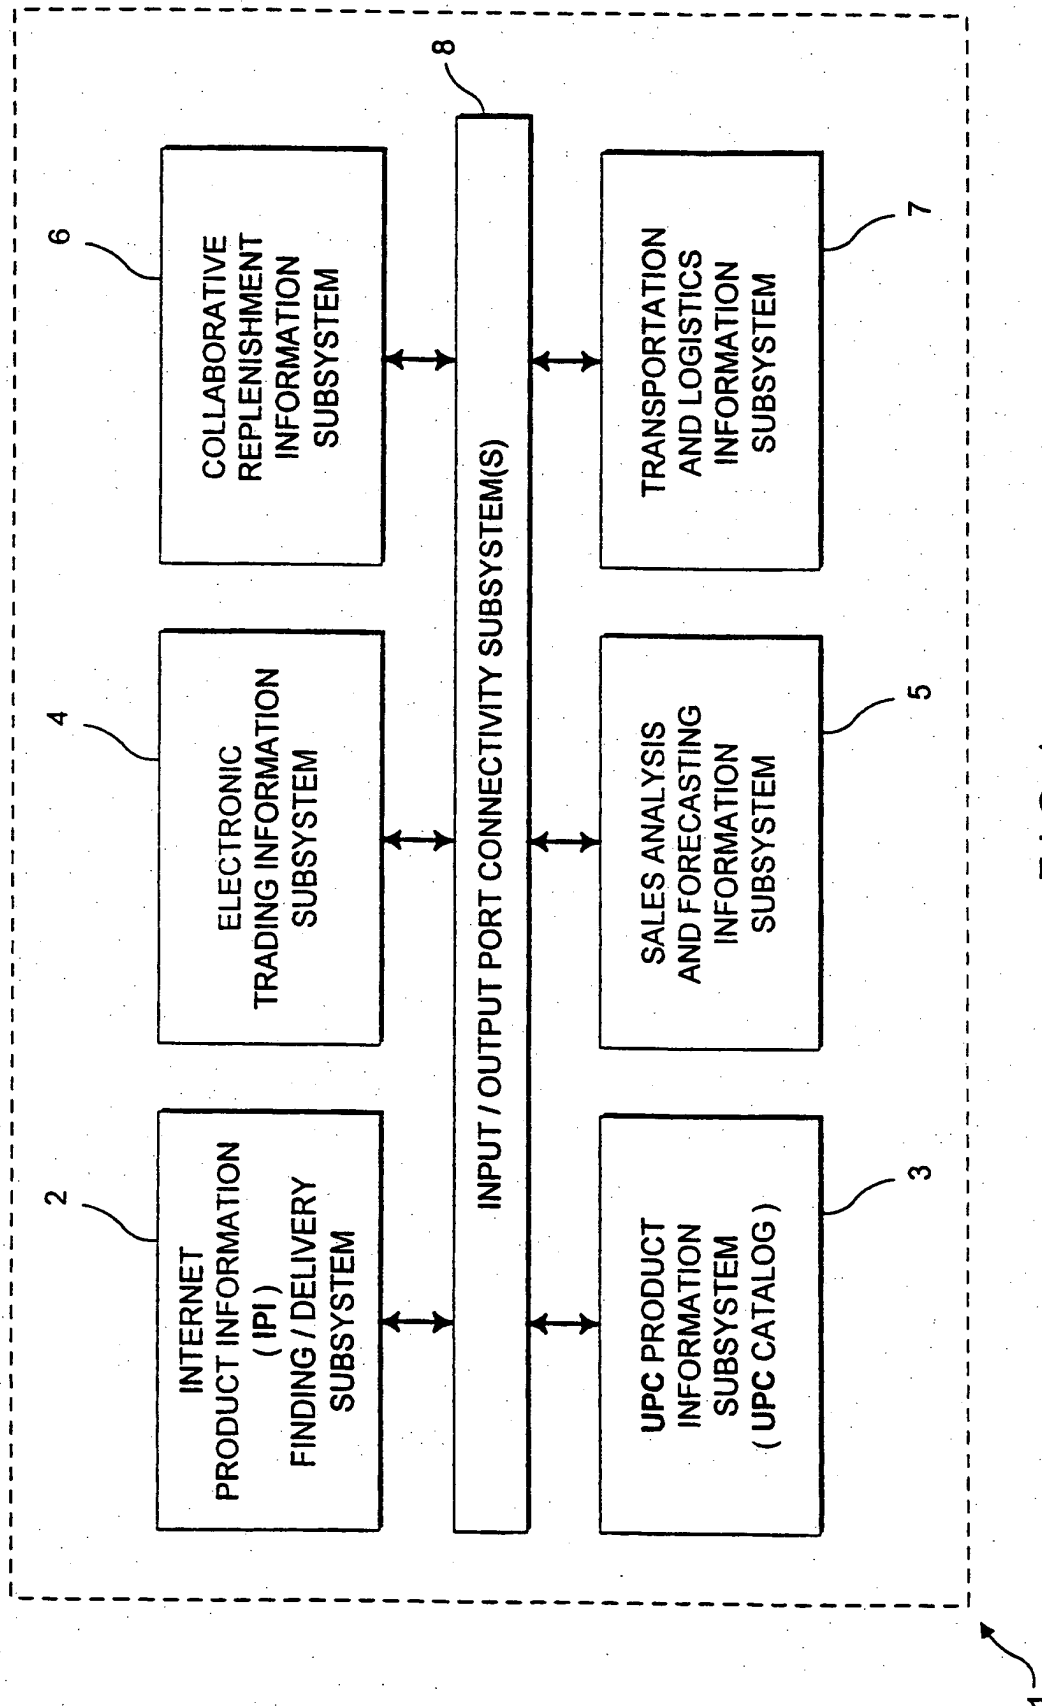 2
INTERNET
PRODUCT INFORMATION
( IPI )
FINDING / DELIVERY
SUBSYSTEM
4
ELECTRONIC
TRADING INFORMATION
SUBSYSTEM
6
COLLABORATIVE
REPLENISHMENT
INFORMATION
SUBSYSTEM
8
INPUT / OUTPUT PORT CONNECTIVITY SUBSYSTEM(S)
UPC PRODUCT
INFORMATION
SUBSYSTEM
( UPC CATALOG )
3
SALES ANALYSIS
AND FORECASTING
INFORMATION
SUBSYSTEM
5
TRANSPORTATION
AND LOGISTICS
INFORMATION
SUBSYSTEM
7
1